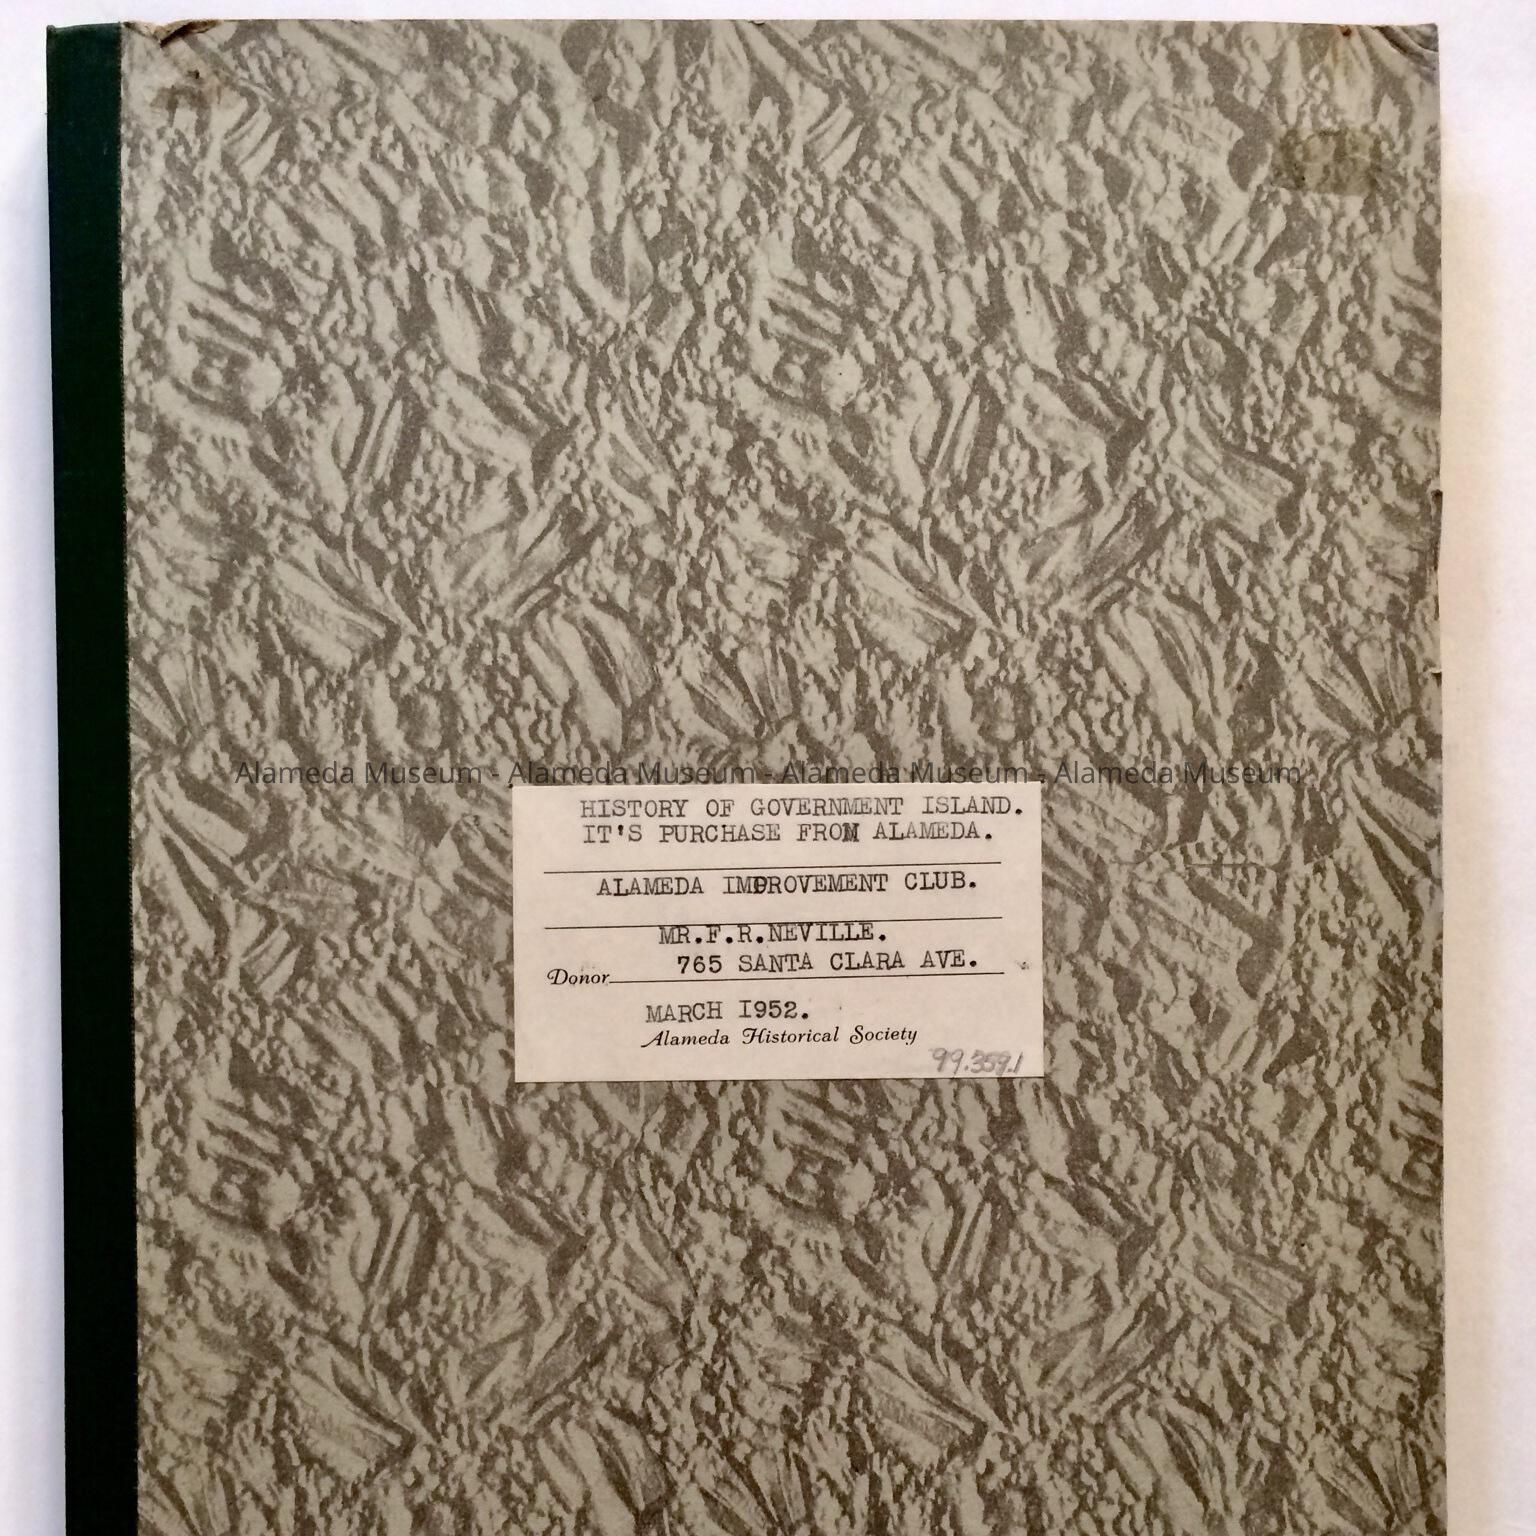 Alameda Museum - Alameda Museum - Alameda Museum - Alameda Museum
HISTORY OF GOVERNMENT ISLAND.
IT'S PURCHASE FROM ALAMEDA.
ALAMEDA IMPROVEMENT CLUB.
MR.F.R.NEVILLE.
765 SANTA CLARA AVE.
Donor
MARCH I952.
Alameda Historical Society
99.359.1